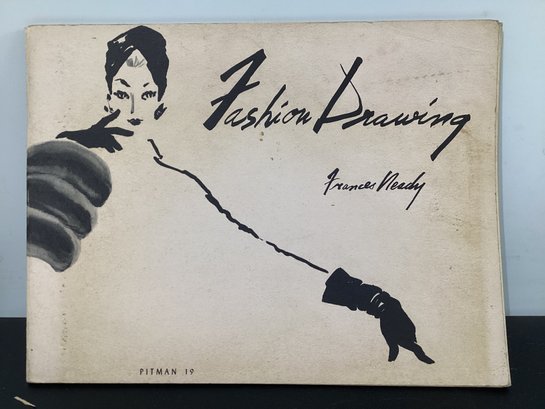 Fashion Drawing
Frances Neady
PITMAN 19